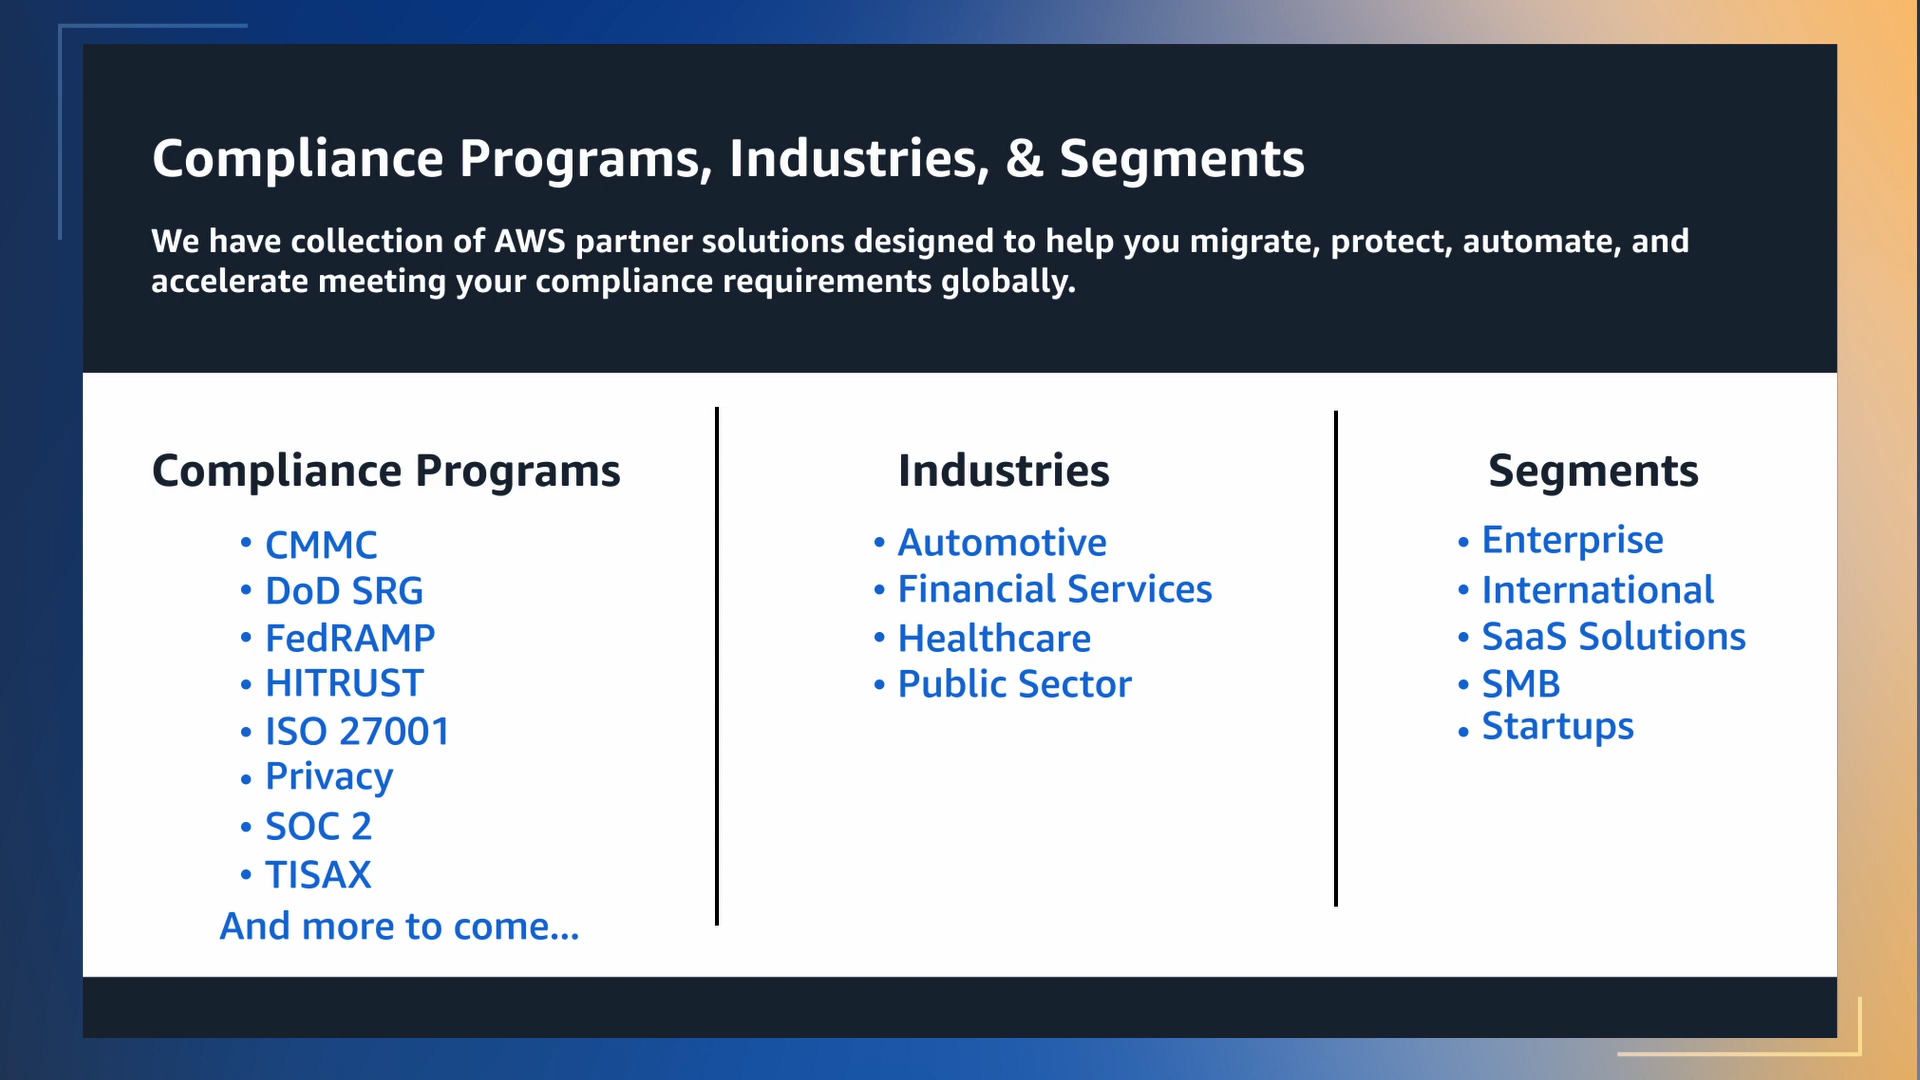 Compliance Programs, Industries, & Segments
We have collection of AWS partner solutions designed to help you migrate, protect, automate, and
accelerate meeting your compliance requirements globally.
Compliance Programs
• CMMC
• DoD SRG
• FedRAMP
• HITRUST
• ISO 27001
• Privacy
• SOC 2
• TISAX
And more to come...
Industries
• Automotive
• Financial Services
• Healthcare
• Public Sector
Segments
• Enterprise
• International
• SaaS Solutions
• SMB
• Startups